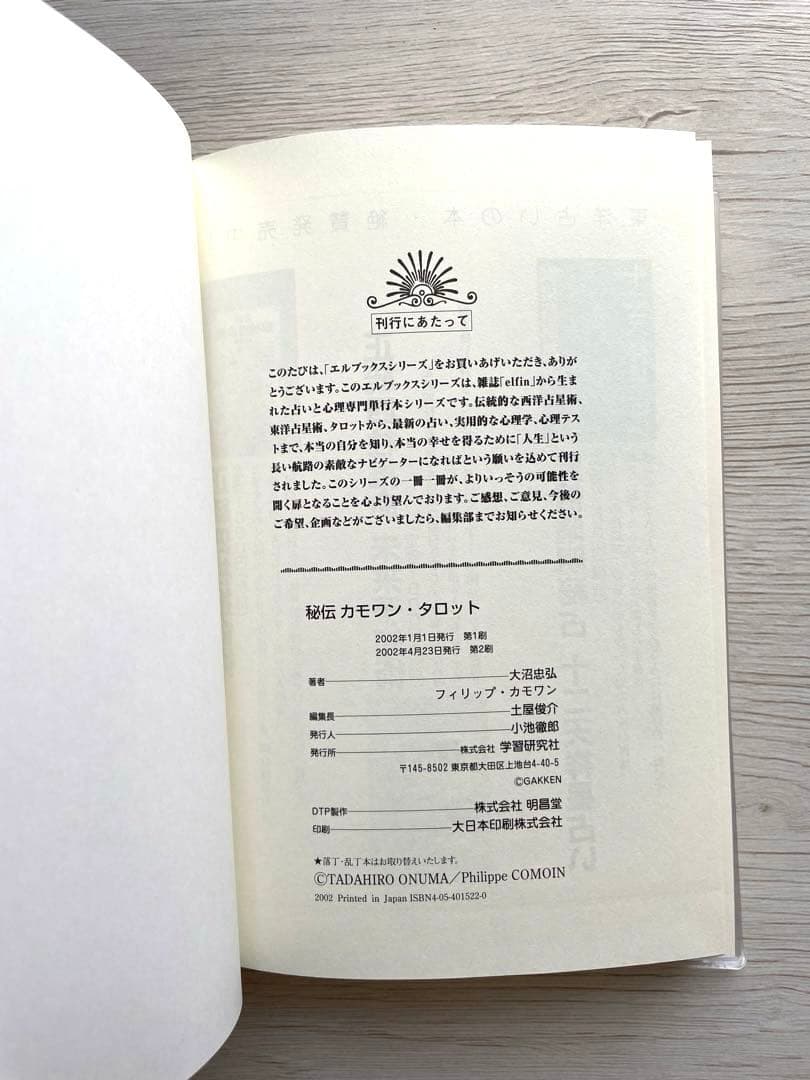 刊行にあたって
このたびは、「エルブックスシリーズ」をお買いあげいただき、ありが
とうございます。このエルブックスシリーズは、雑誌「elfin」から生ま
れた占いと心理専門単行本シリーズです。伝統的な西洋占星術、
東洋占星術、タロットから、最新の占い、実用的な心理学、心理テス
トまで、本当の自分を知り、本当の幸せを得るために「人生」という
長い航路の素敵なナビゲーターになればという願いを込めて刊行
されました。このシリーズの一冊一冊が、よりいっそうの可能性を
開く扉となることを心より望んでおります。ご感想、ご意見、今後の
ご希望、企画などがございましたら、編集部までお知らせください。
秘伝 カモワン・タロット
2002年1月1日発行 第1刷
2002年4月23日発行 第2刷
著者 大沼忠弘
フィリップ・カモワン
編集長 土屋俊介
発行人 小池徹郎
発行所 株式会社 学習研究社
〒145-8502 東京都大田区上池台4-40-5
©GAKKEN
DTP製作 株式会社 明昌堂
印刷 大日本印刷株式会社
★落丁・乱丁本はお取り替えいたします。
©TADAHIRO ONUMA／Philippe COMOIN
2002 Printed in Japan ISBN4-05-401522-0